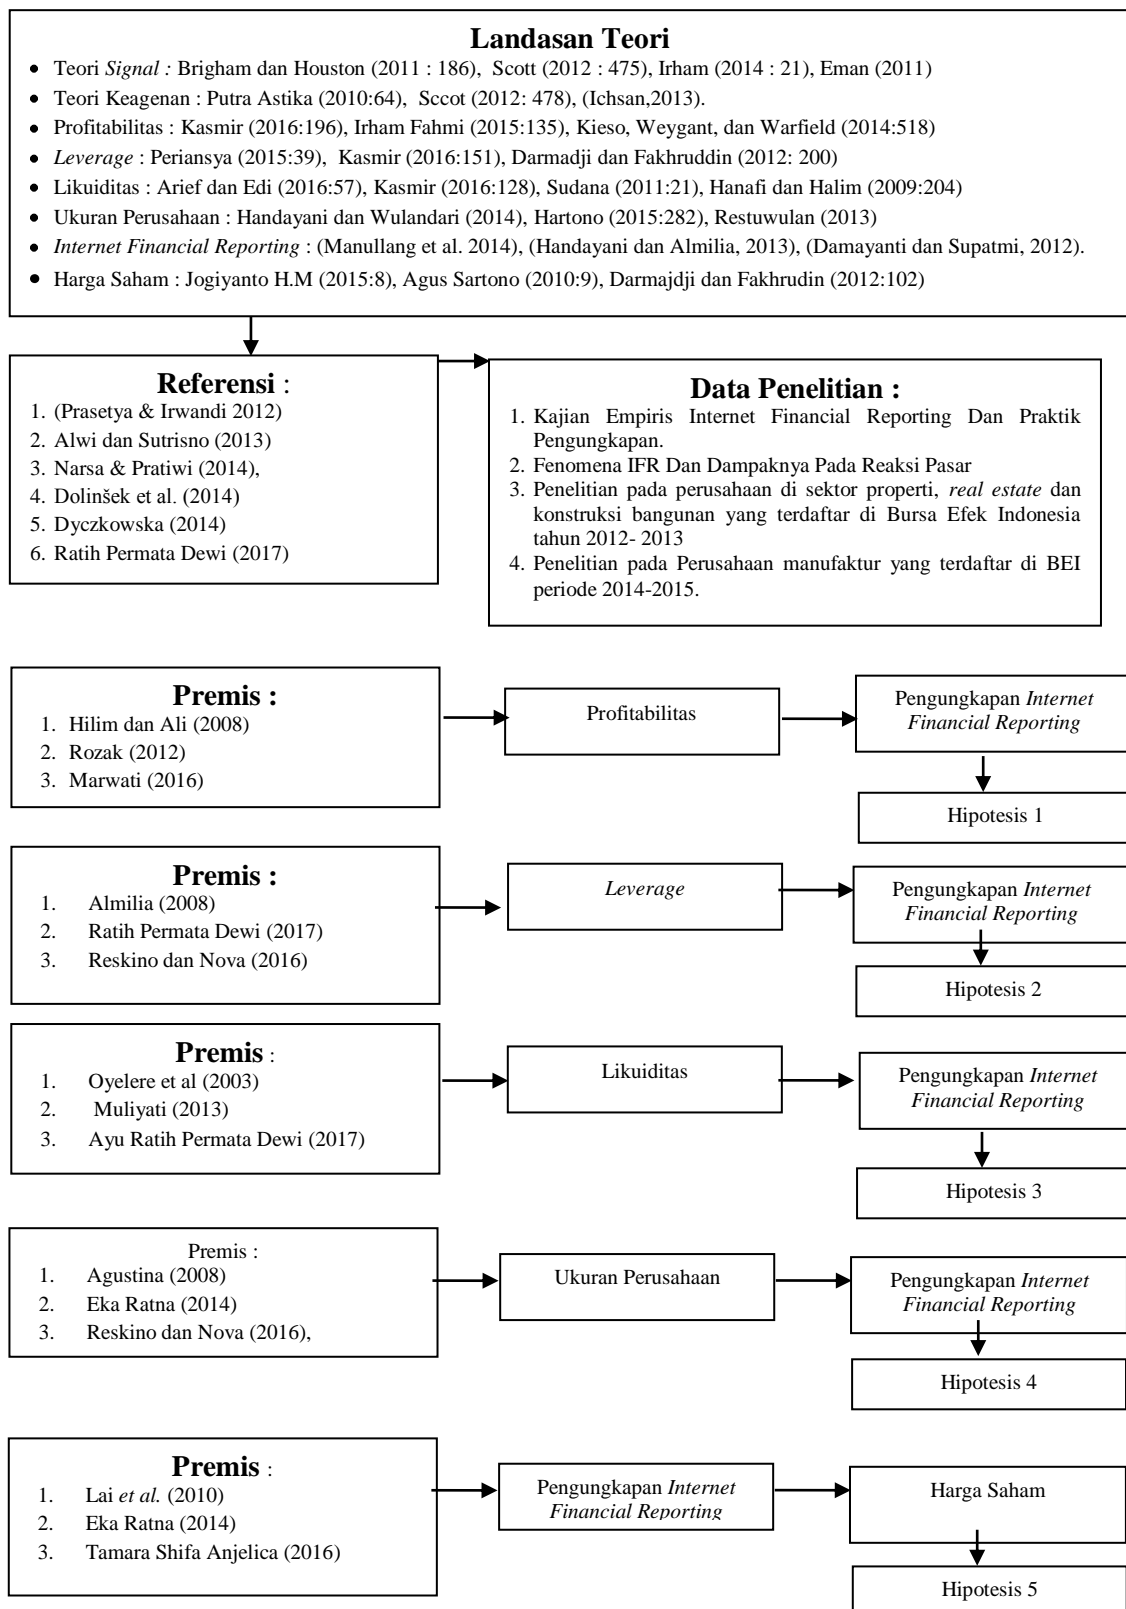 Landasan Teori
• Teori Signal : Brigham dan Houston (2011 : 186), Scott (2012 : 475), Irham (2014 : 21), Eman (2011)
• Teori Keagenan : Putra Astika (2010:64), Sccot (2012: 478), (Ichsan,2013).
• Profitabilitas : Kasmir (2016:196), Irham Fahmi (2015:135), Kieso, Weygant, dan Warfield (2014:518)
• Leverage : Periansya (2015:39), Kasmir (2016:151), Darmadji dan Fakhruddin (2012: 200)
• Likuiditas : Arief dan Edi (2016:57), Kasmir (2016:128), Sudana (2011:21), Hanafi dan Halim (2009:204)
• Ukuran Perusahaan : Handayani dan Wulandari (2014), Hartono (2015:282), Restuwulan (2013)
• Internet Financial Reporting : (Manullang et al. 2014), (Handayani dan Almilia, 2013), (Damayanti dan Supatmi, 2012).
• Harga Saham : Jogiyanto H.M (2015:8), Agus Sartono (2010:9), Darmajdji dan Fakhrudin (2012:102)
Referensi :
1. (Prasetya & Irwandi 2012)
2. Alwi dan Sutrisno (2013)
3. Narsa & Pratiwi (2014),
4. Dolinšek et al. (2014)
5. Dyczkowska (2014)
6. Ratih Permata Dewi (2017)
Data Penelitian :
1. Kajian Empiris Internet Financial Reporting Dan Praktik
Pengungkapan.
2. Fenomena IFR Dan Dampaknya Pada Reaksi Pasar
3. Penelitian pada perusahaan di sektor properti, real estate dan
konstruksi bangunan yang terdaftar di Bursa Efek Indonesia
tahun 2012- 2013
4. Penelitian pada Perusahaan manufaktur yang terdaftar di BEI
periode 2014-2015.
Premis :
1. Hilim dan Ali (2008)
2. Rozak (2012)
3. Marwati (2016)
Profitabilitas
Pengungkapan Internet
Financial Reporting
Hipotesis 1
Premis :
1. Almilia (2008)
2. Ratih Permata Dewi (2017)
3. Reskino dan Nova (2016)
Leverage
Pengungkapan Internet
Financial Reporting
Hipotesis 2
Premis :
1. Oyelere et al (2003)
2. Muliyati (2013)
3. Ayu Ratih Permata Dewi (2017)
Likuiditas
Pengungkapan Internet
Financial Reporting
Hipotesis 3
Premis :
1. Agustina (2008)
2. Eka Ratna (2014)
3. Reskino dan Nova (2016),
Ukuran Perusahaan
Pengungkapan Internet
Financial Reporting
Hipotesis 4
Premis :
1. Lai et al. (2010)
2. Eka Ratna (2014)
3. Tamara Shifa Anjelica (2016)
Pengungkapan Internet
Financial Reporting
Harga Saham
Hipotesis 5